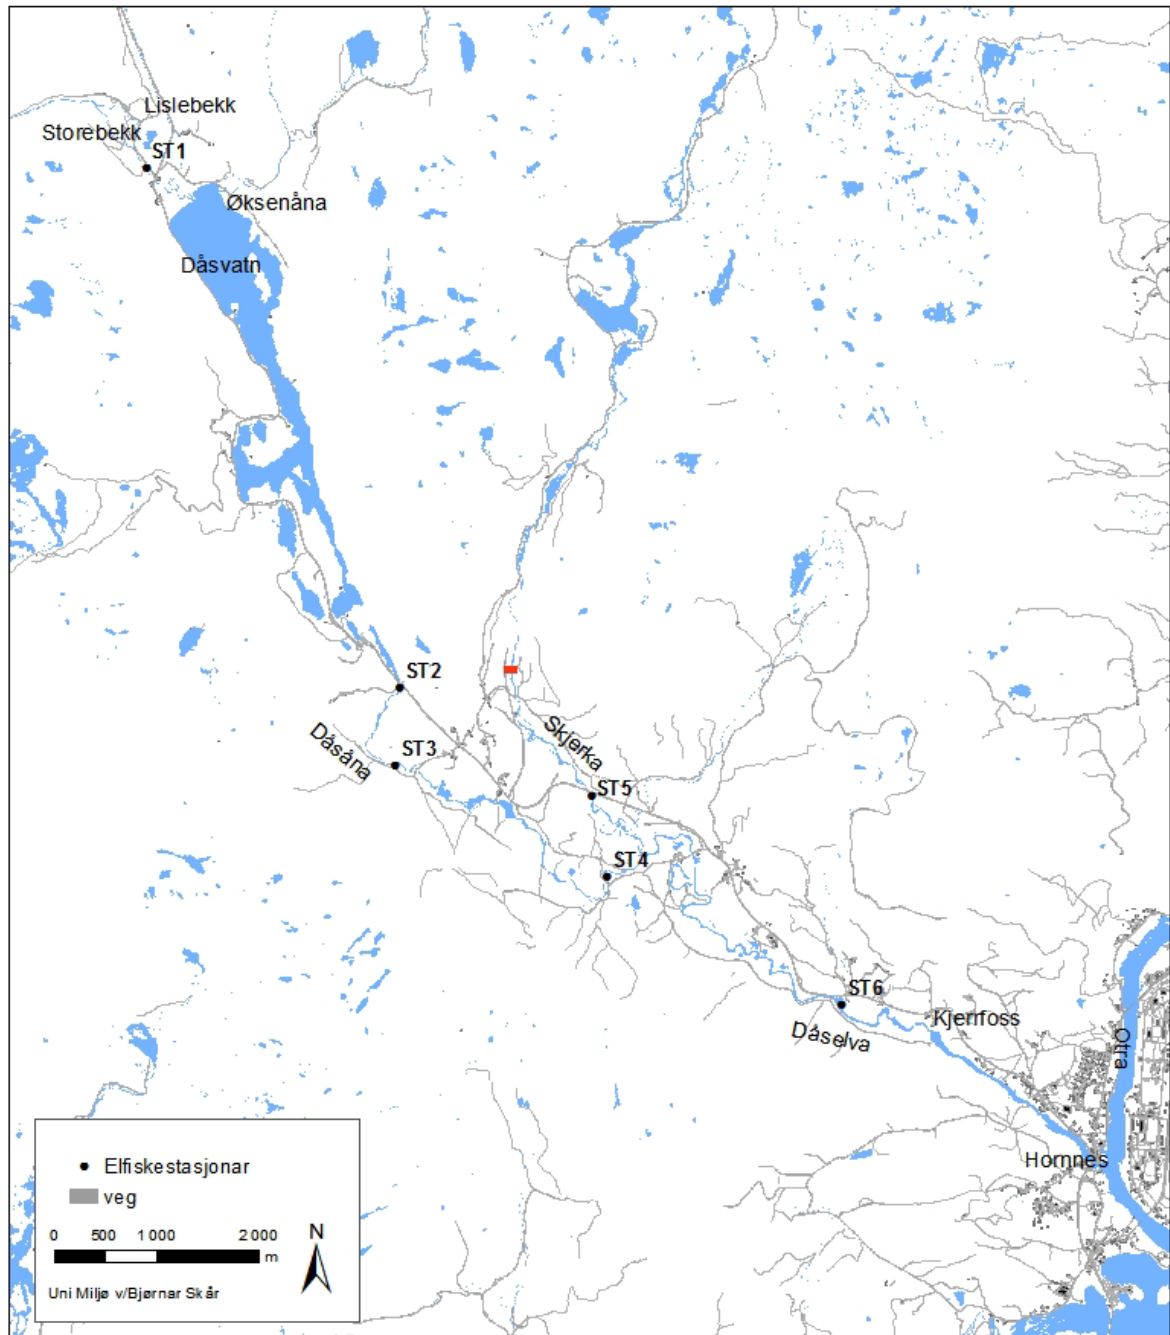 Lislebekk
Storebekk
ST1
Øksenåna
Dåsvatn
ST2
Skjerka
Dåsåna
ST3
ST5
ST4
ST6
Kjerrfoss
Dåselva
Otra
Hornnes
Elfiskestasjonar
veg
0 500 1 000 2 000
m
N
Uni Miljø v/Bjørnar Skår